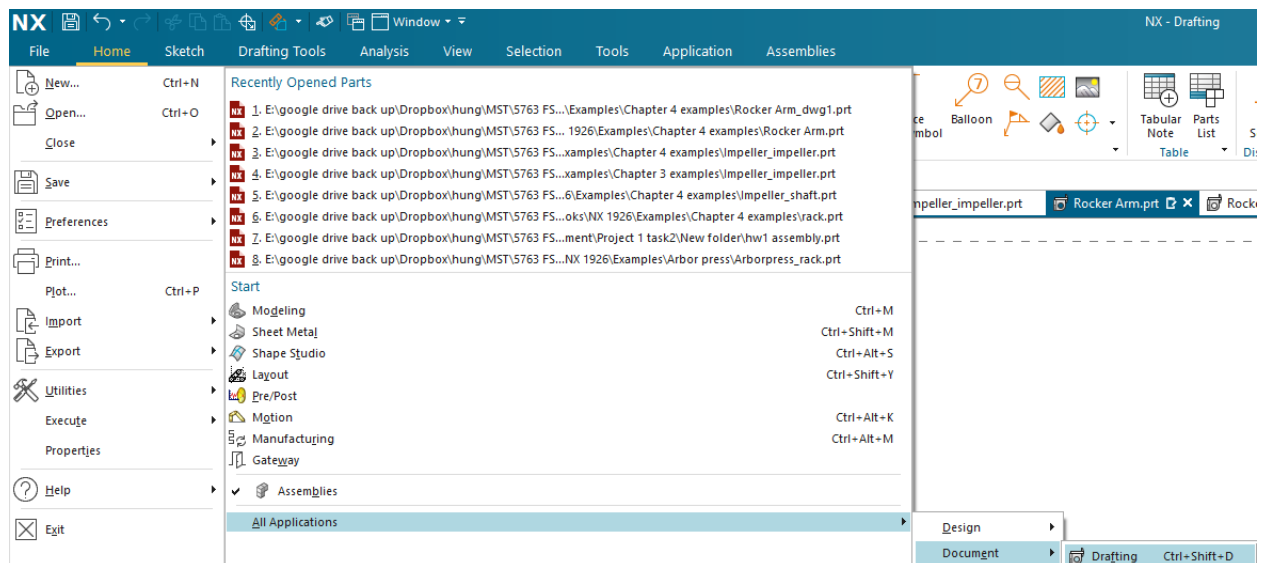 NX Window NX - Drafting
File Home Sketch Drafting Tools Analysis View Selection Tools Application Assemblies
New... Ctrl+N
Open... Ctrl+O
Close
Save
Preferences
Print...
Plot... Ctrl+P
Import
Export
Utilities
Execute
Properties
Help
Exit
Recently Opened Parts
1. E:\google drive back up\Dropbox\hung\MST\5763 FS...\Examples\Chapter 4 examples\Rocker Arm_dwg1.prt
2. E:\google drive back up\Dropbox\hung\MST\5763 FS... 1926\Examples\Chapter 4 examples\Rocker Arm.prt
3. E:\google drive back up\Dropbox\hung\MST\5763 FS...xamples\Chapter 4 examples\Impeller_impeller.prt
4. E:\google drive back up\Dropbox\hung\MST\5763 FS...xamples\Chapter 3 examples\Impeller_impeller.prt
5. E:\google drive back up\Dropbox\hung\MST\5763 FS...6\Examples\Chapter 4 examples\Impeller_shaft.prt
6. E:\google drive back up\Dropbox\hung\MST\5763 FS...oks\NX 1926\Examples\Chapter 4 examples\rack.prt
7. E:\google drive back up\Dropbox\hung\MST\5763 FS...ment\Project 1 task2\New folder\hw1 assembly.prt
8. E:\google drive back up\Dropbox\hung\MST\5763 FS...NX 1926\Examples\Arbor press\Arborpress_rack.prt
Start
Modeling Ctrl+M
Sheet Metal Ctrl+Shift+M
Shape Studio Ctrl+Alt+S
Layout Ctrl+Shift+Y
Pre/Post
Motion Ctrl+Alt+K
Manufacturing Ctrl+Alt+M
Gateway
Assemblies
All Applications
Design
Document
Drafting Ctrl+Shift+D
7
ce Balloon
mbol
Tabular Parts
Note List
Table
S
Dis
mpeller_impeller.prt Rocker Arm.prt Rocke